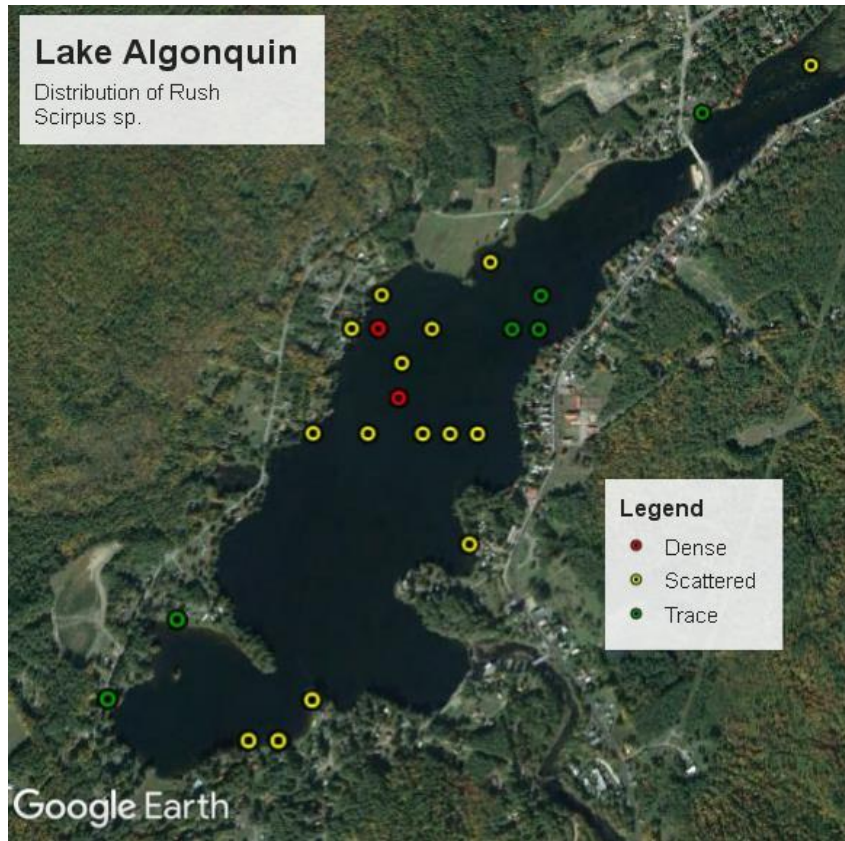 Lake Algonquin
Distribution of Rush
Scirpus sp.
Legend
Dense
Scattered
Trace
Google Earth